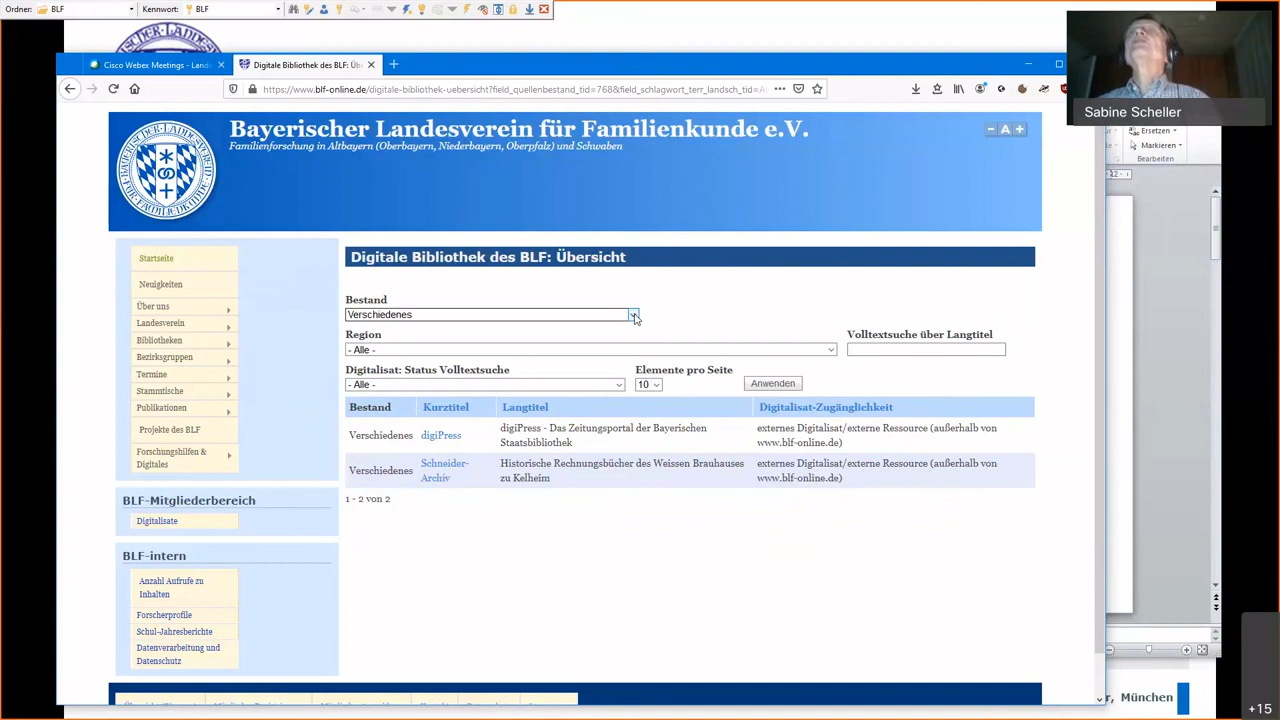 Ordner: BLF Kennwort: BLF
Cisco Webex Meetings - Lande
Digitale Bibliothek des BLF: Übe
https://www.blf-online.de/digitale-bibliothek-uebersicht?field_quellenbestand_tid=768&field_schlagwort_terr_landsch_tid=A
Sabine Scheller
Ersetzen
Markieren
Bearbeiten
Bayerischer Landesverein für Familienkunde e.V.
Familienforschung in Altbayern (Oberbayern, Niederbayern, Oberpfalz) und Schwaben
- A +
Startseite
Neuigkeiten
Über uns
Landesverein
Bibliotheken
Bezirksgruppen
Termine
Stammtische
Publikationen
Projekte des BLF
Forschungshilfen &
Digitales
BLF-Mitgliederbereich
Digitalisate
BLF-intern
Anzahl Aufrufe zu
Inhalten
Forscherprofile
Schul-Jahresberichte
Datenverarbeitung und
Datenschutz
Digitale Bibliothek des BLF: Übersicht
Bestand
Verschiedenes
Region
- Alle -
Volltextsuche über Langtitel
Digitalisat: Status Volltextsuche
- Alle -
Elemente pro Seite
10
Anwenden
Bestand Kurztitel Langtitel Digitalisat-Zugänglichkeit
Verschiedenes digiPress digiPress - Das Zeitungsportal der Bayerischen
Staatsbibliothek
externes Digitalisat/externe Ressource (außerhalb von
www.blf-online.de)
Verschiedenes Schneider-
Archiv
Historische Rechnungsbücher des Weissen Brauhauses
zu Kelheim
externes Digitalisat/externe Ressource (außerhalb von
www.blf-online.de)
1 - 2 von 2
r, München
+15